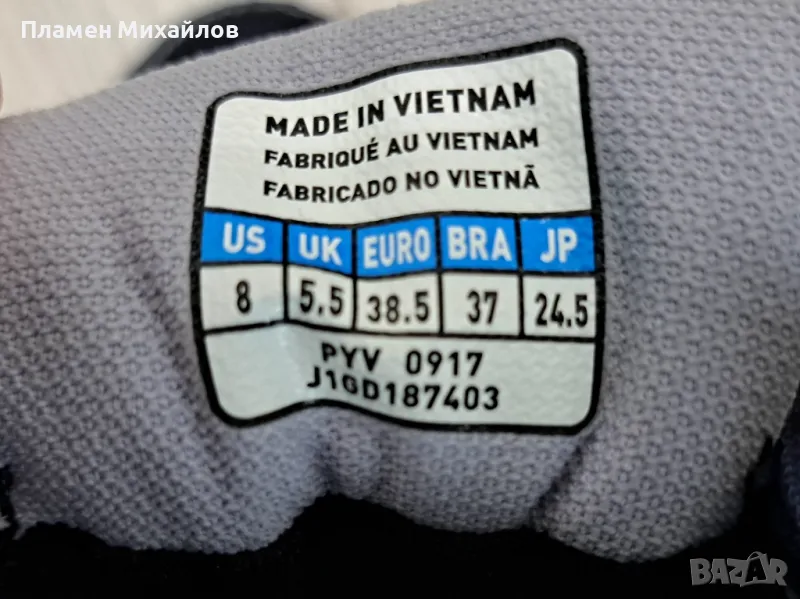 Пламен Михайлов
MADE IN VIETNAM
FABRIQUÉ AU VIETNAM
FABRICADO NO VIETNÃ
US UK EURO BRA JP
8 5.5 38.5 37 24.5
PYV 0917
J1GD187403
BAZAR